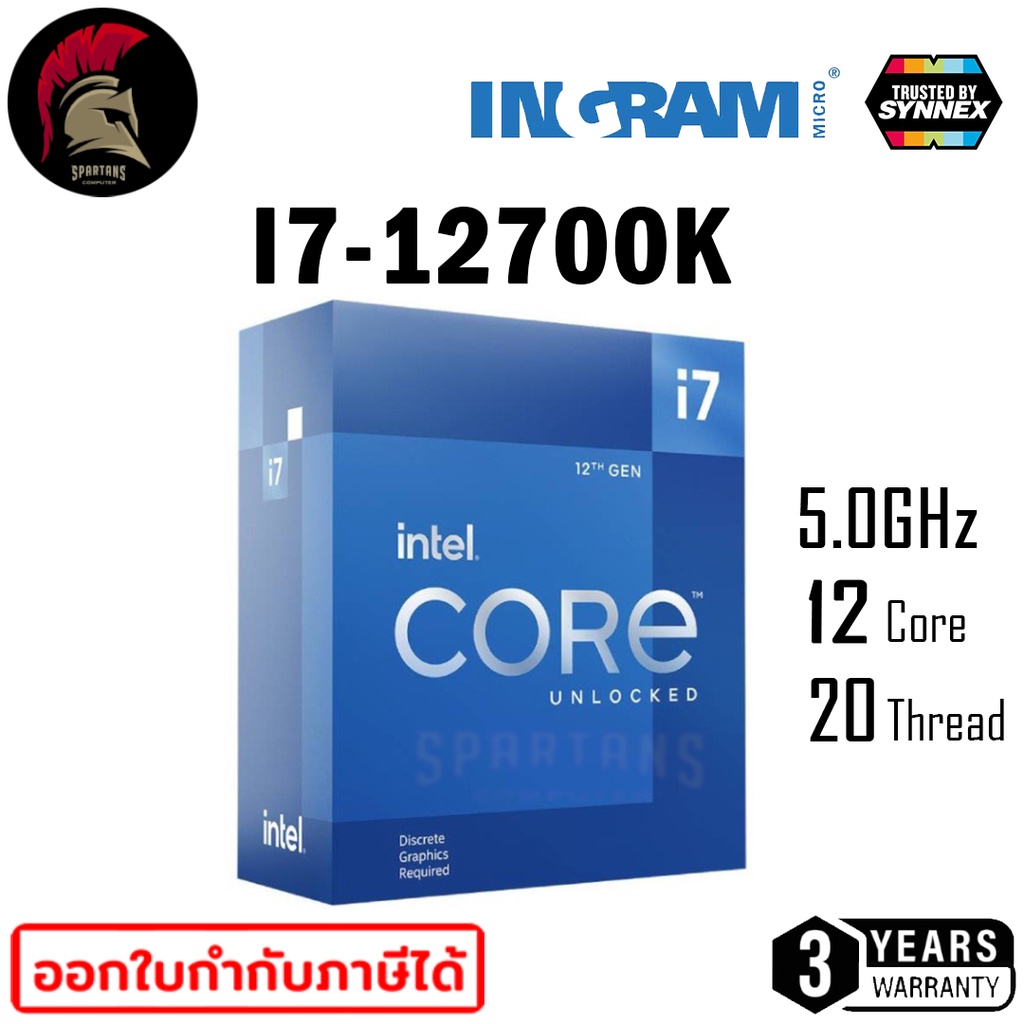 SPARTANS
COMPUTER
INGRAM MICRO®
TRUSTED BY
SYNNEX
I7-12700K
i7
i7
12TH GEN
intel.
CORE™
UNLOCKED
SPARTANS
intel.
Discrete
Graphics
Required
5.0GHz
12 Core
20 Thread
ออกใบกำกับภาษีได้
3 YEARS
WARRANTY